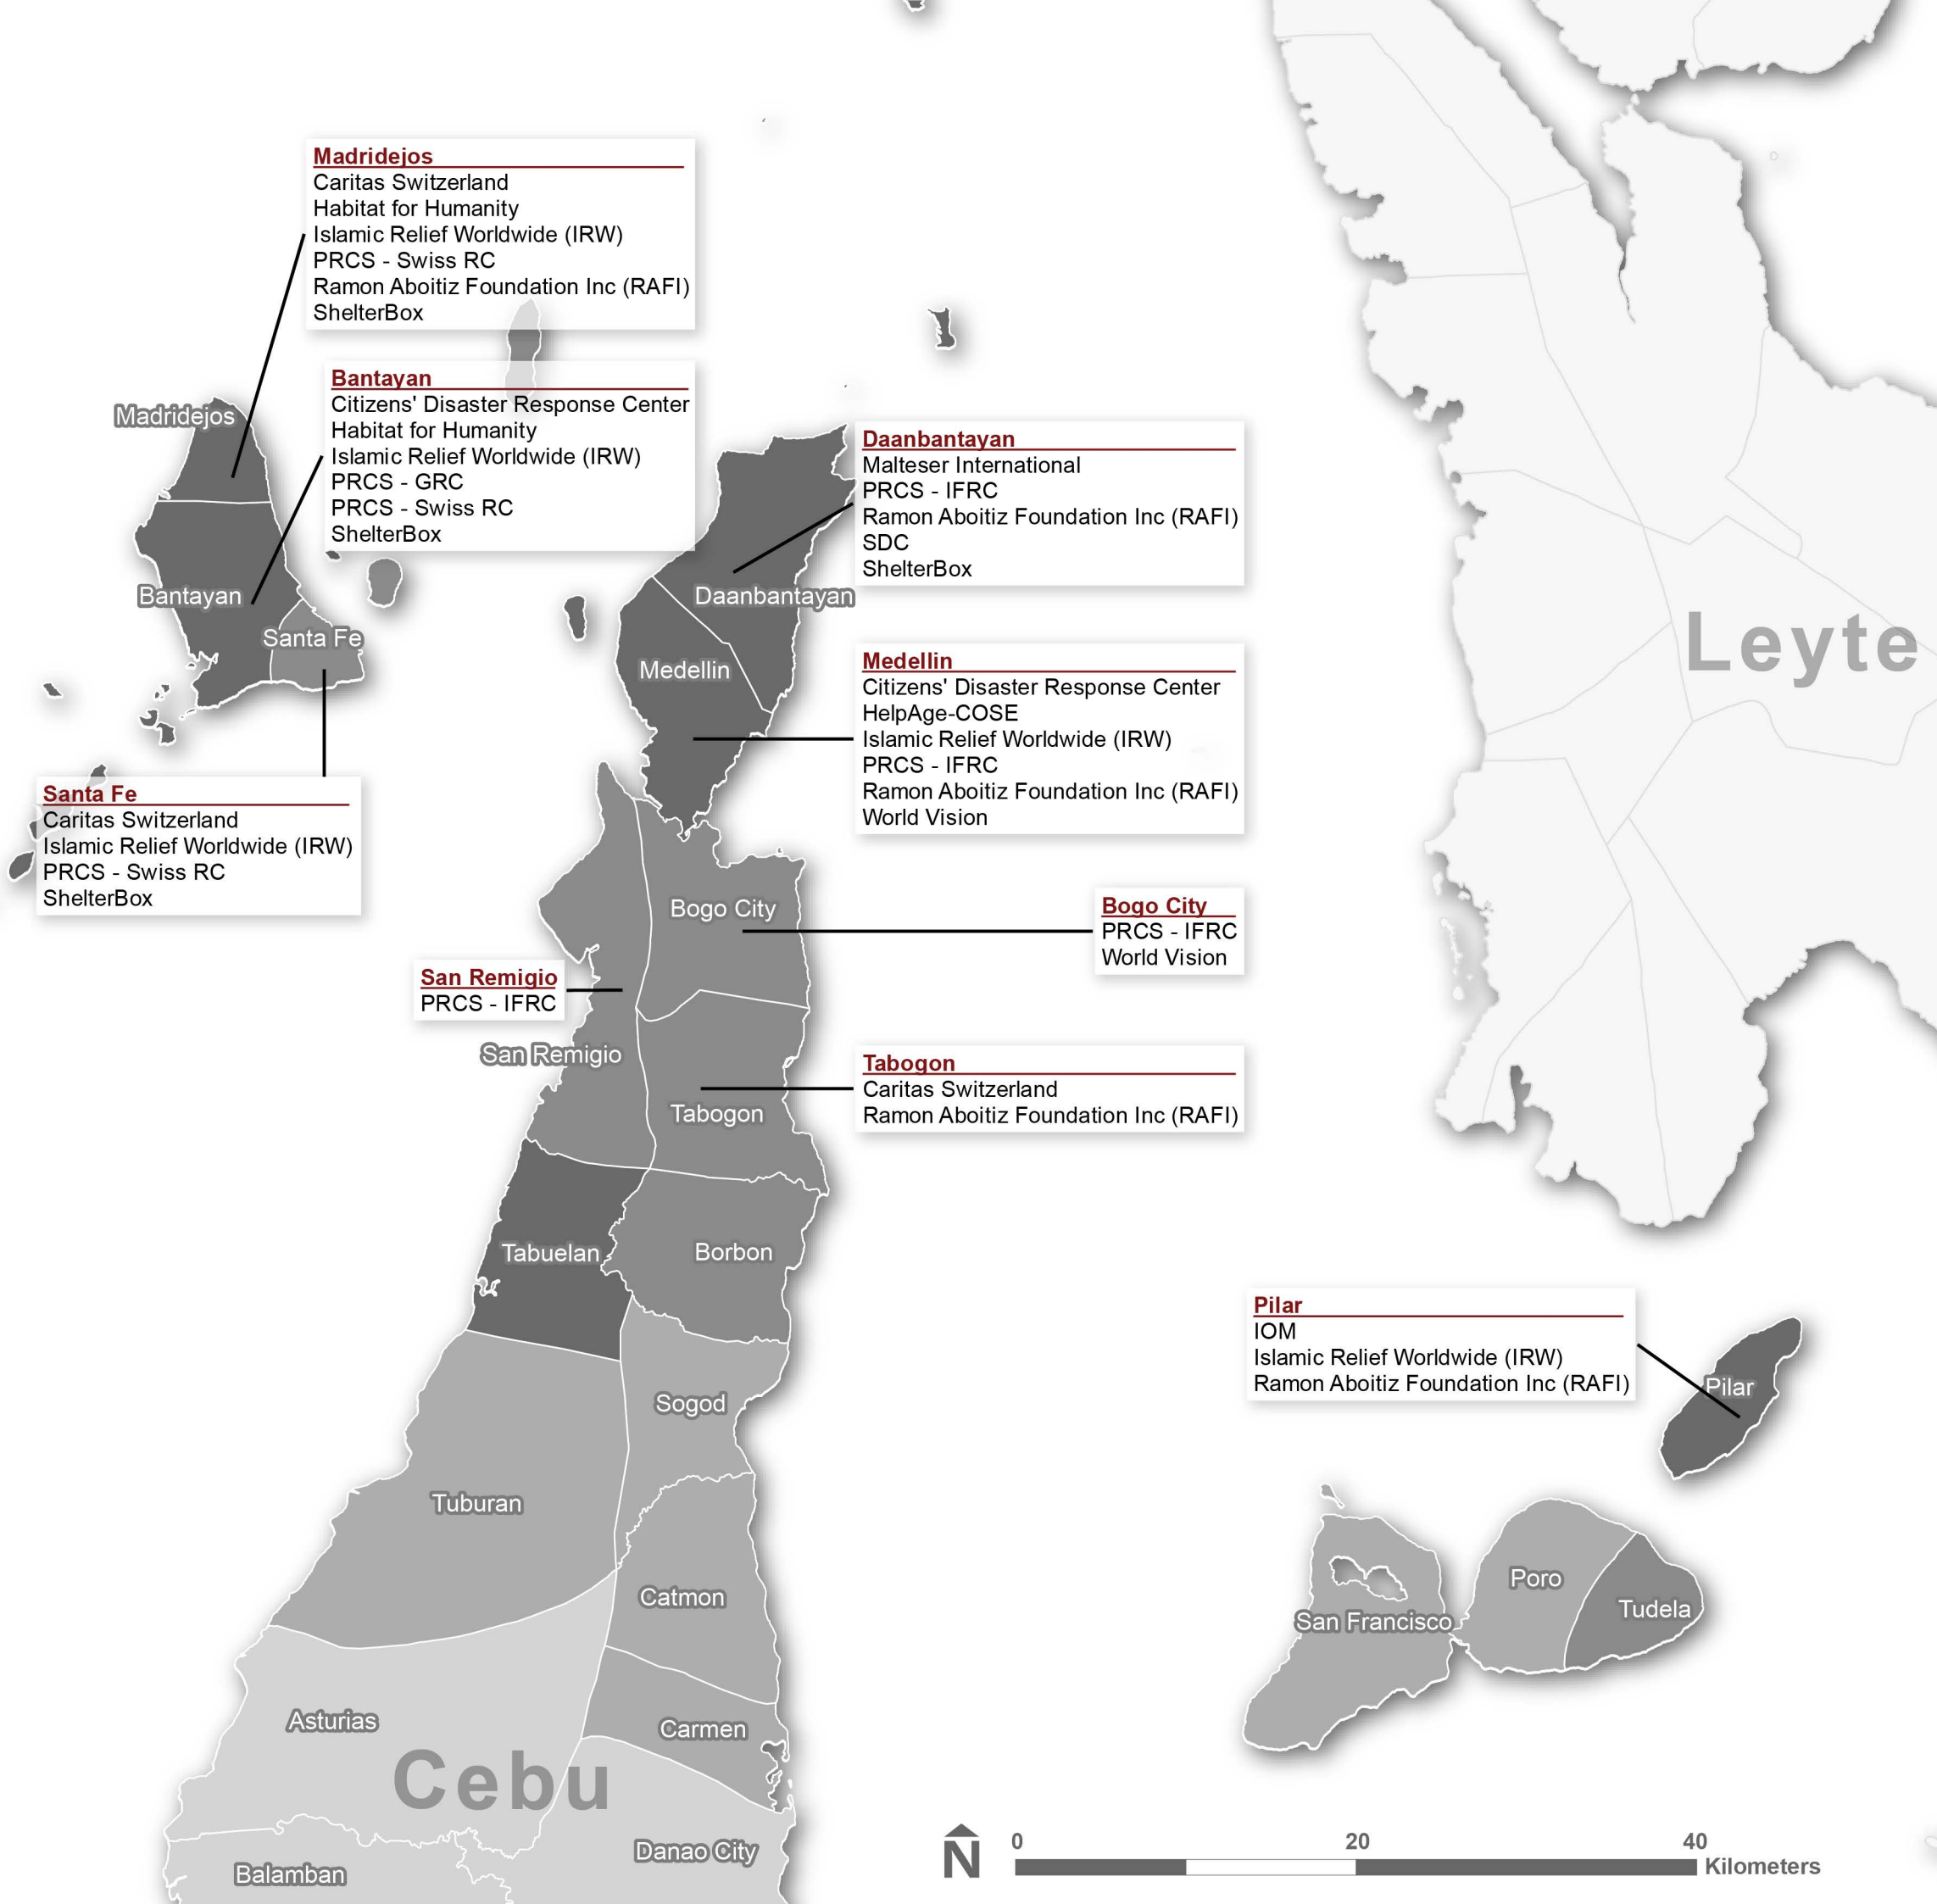 Madridejos
Caritas Switzerland
Habitat for Humanity
Islamic Relief Worldwide (IRW)
PRCS - Swiss RC
Ramon Aboitiz Foundation Inc (RAFI)
ShelterBox
Bantayan
Citizens' Disaster Response Center
Habitat for Humanity
Islamic Relief Worldwide (IRW)
PRCS - GRC
PRCS - Swiss RC
ShelterBox
Madridejos
Bantayan
Santa Fe
Daanbantayan
Malteser International
PRCS - IFRC
Ramon Aboitiz Foundation Inc (RAFI)
SDC
ShelterBox
Daanbantayan
Medellin
Leyte
Medellin
Citizens' Disaster Response Center
HelpAge-COSE
Islamic Relief Worldwide (IRW)
PRCS - IFRC
Ramon Aboitiz Foundation Inc (RAFI)
World Vision
Santa Fe
Caritas Switzerland
Islamic Relief Worldwide (IRW)
PRCS - Swiss RC
ShelterBox
Bogo City
Bogo City
PRCS - IFRC
World Vision
San Remigio
PRCS - IFRC
San Remigio
Tabogon
Caritas Switzerland
Ramon Aboitiz Foundation Inc (RAFI)
Tabogon
Tabuelan
Borbon
Pilar
IOM
Islamic Relief Worldwide (IRW)
Ramon Aboitiz Foundation Inc (RAFI)
Pilar
Sogod
Tuburan
Catmon
Poro
Tudela
San Francisco
Asturias
Carmen
Cebu
Danao City
Balamban
N
0 20 40
Kilometers